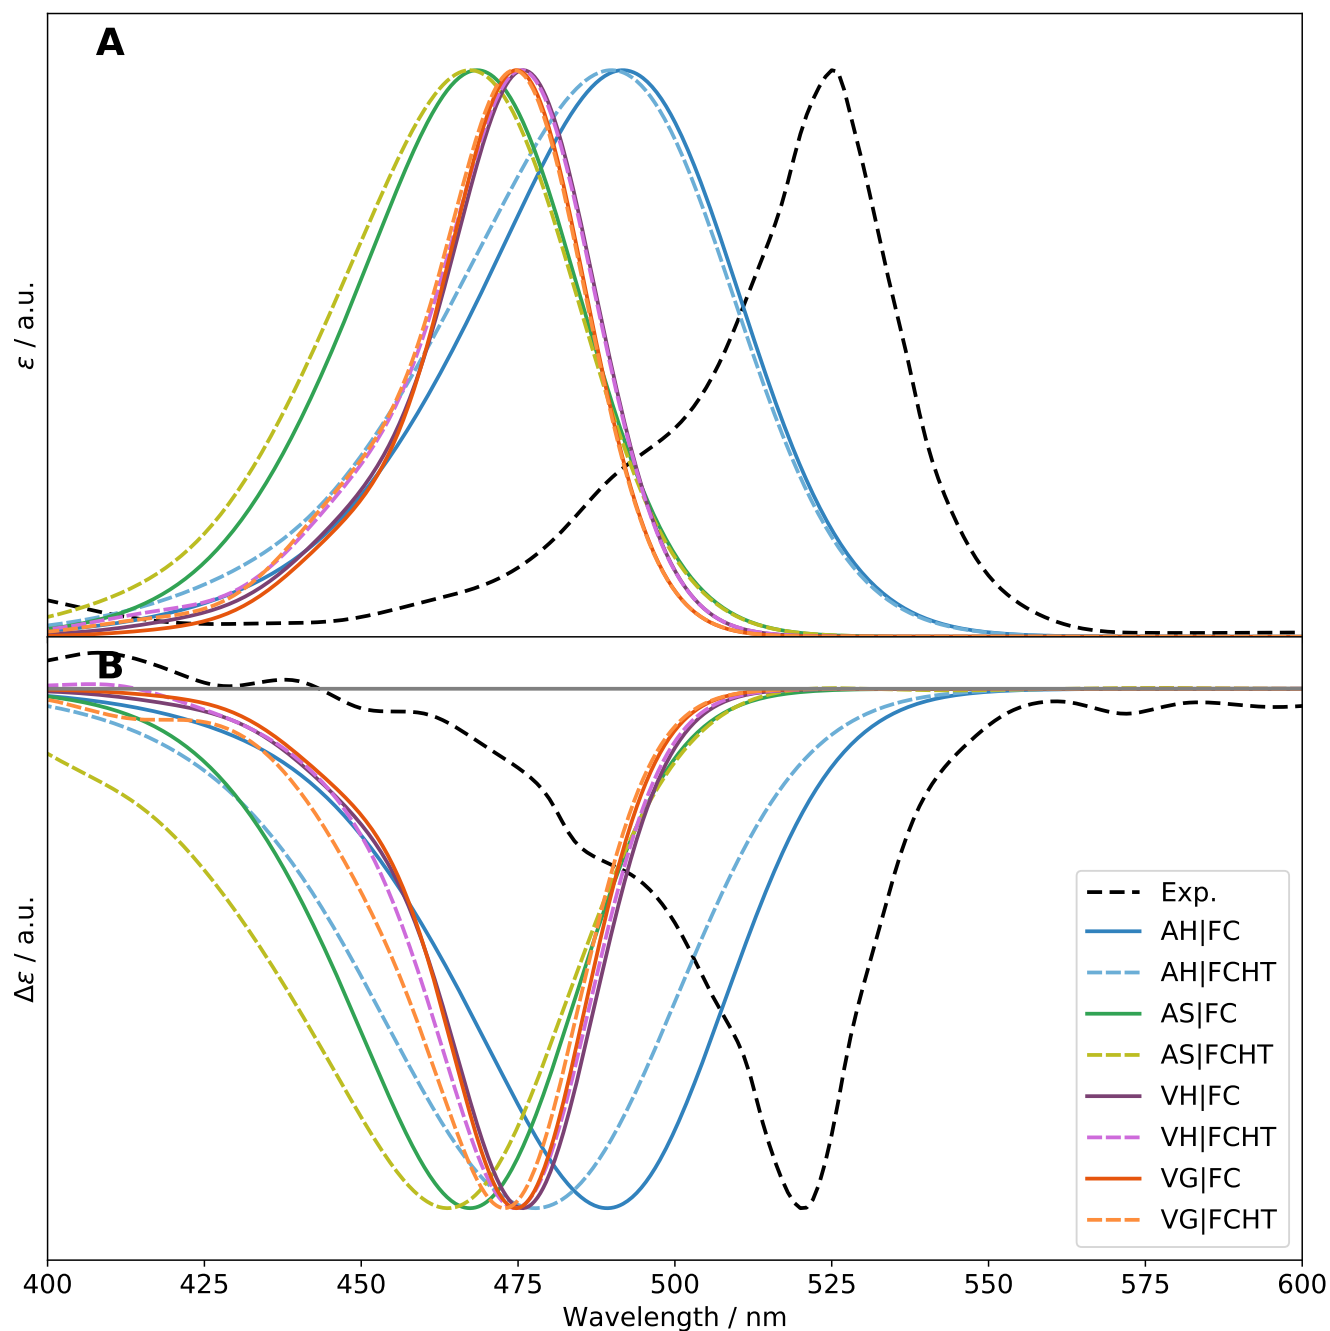 A
ε / a.u.
B
Δε / a.u.
Exp.
AH|FC
AH|FCHT
AS|FC
AS|FCHT
VH|FC
VH|FCHT
VG|FC
VG|FCHT
400 425 450 475 500 525 550 575 600
Wavelength / nm